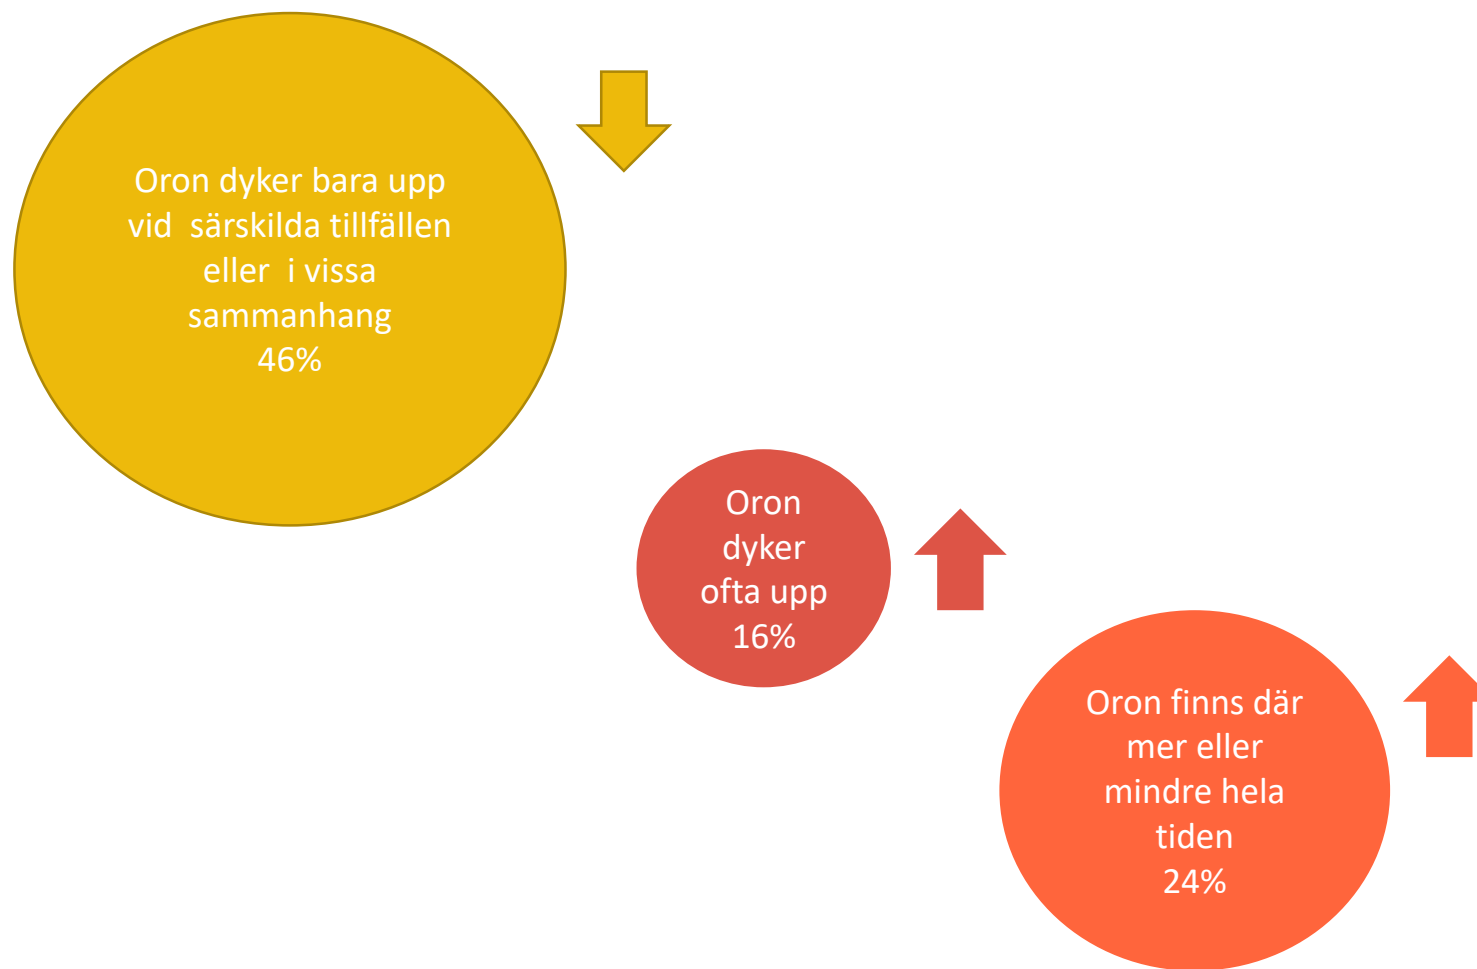 Oron dyker bara upp
vid  särskilda tillfällen
eller  i vissa
sammanhang
46%
Oron
dyker
ofta upp
16%
Oron finns där
mer eller
mindre hela
tiden
24%